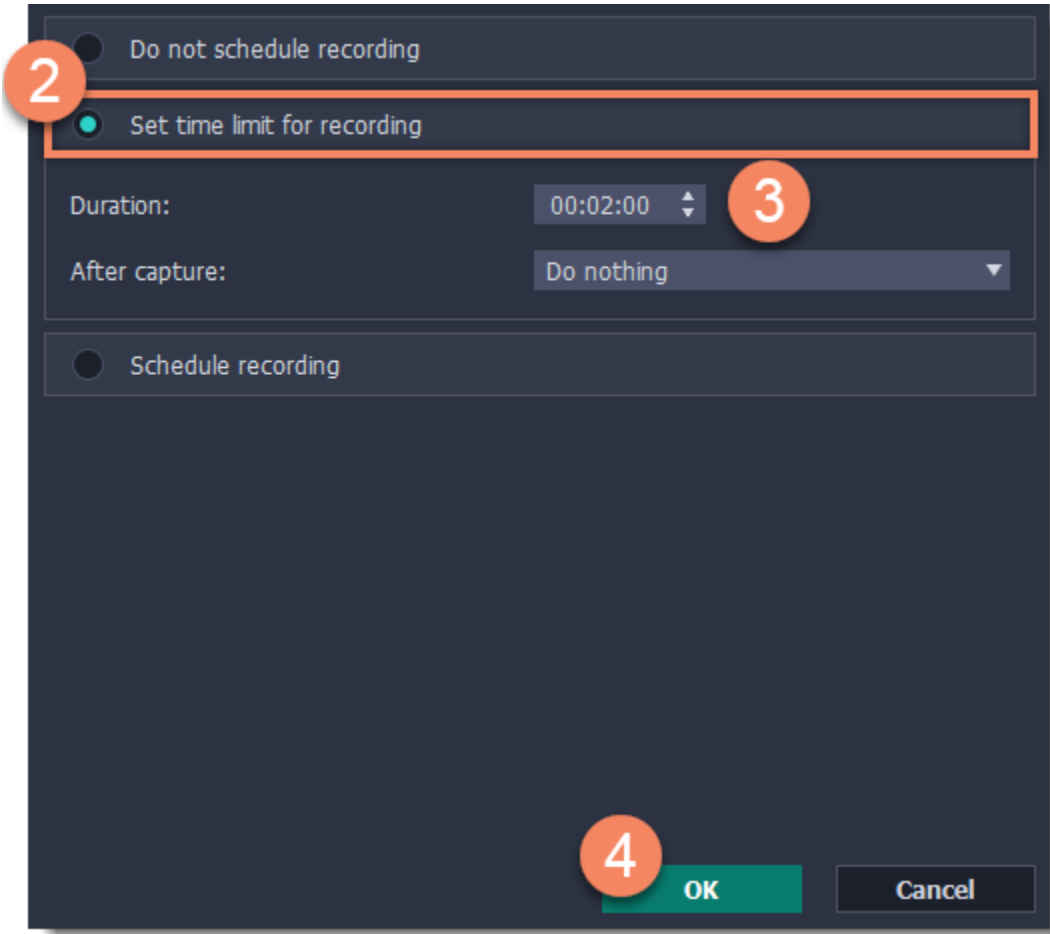 Do not schedule recording
2
Set time limit for recording
Duration: 00:02:00 3
After capture: Do nothing
Schedule recording
4
OK Cancel